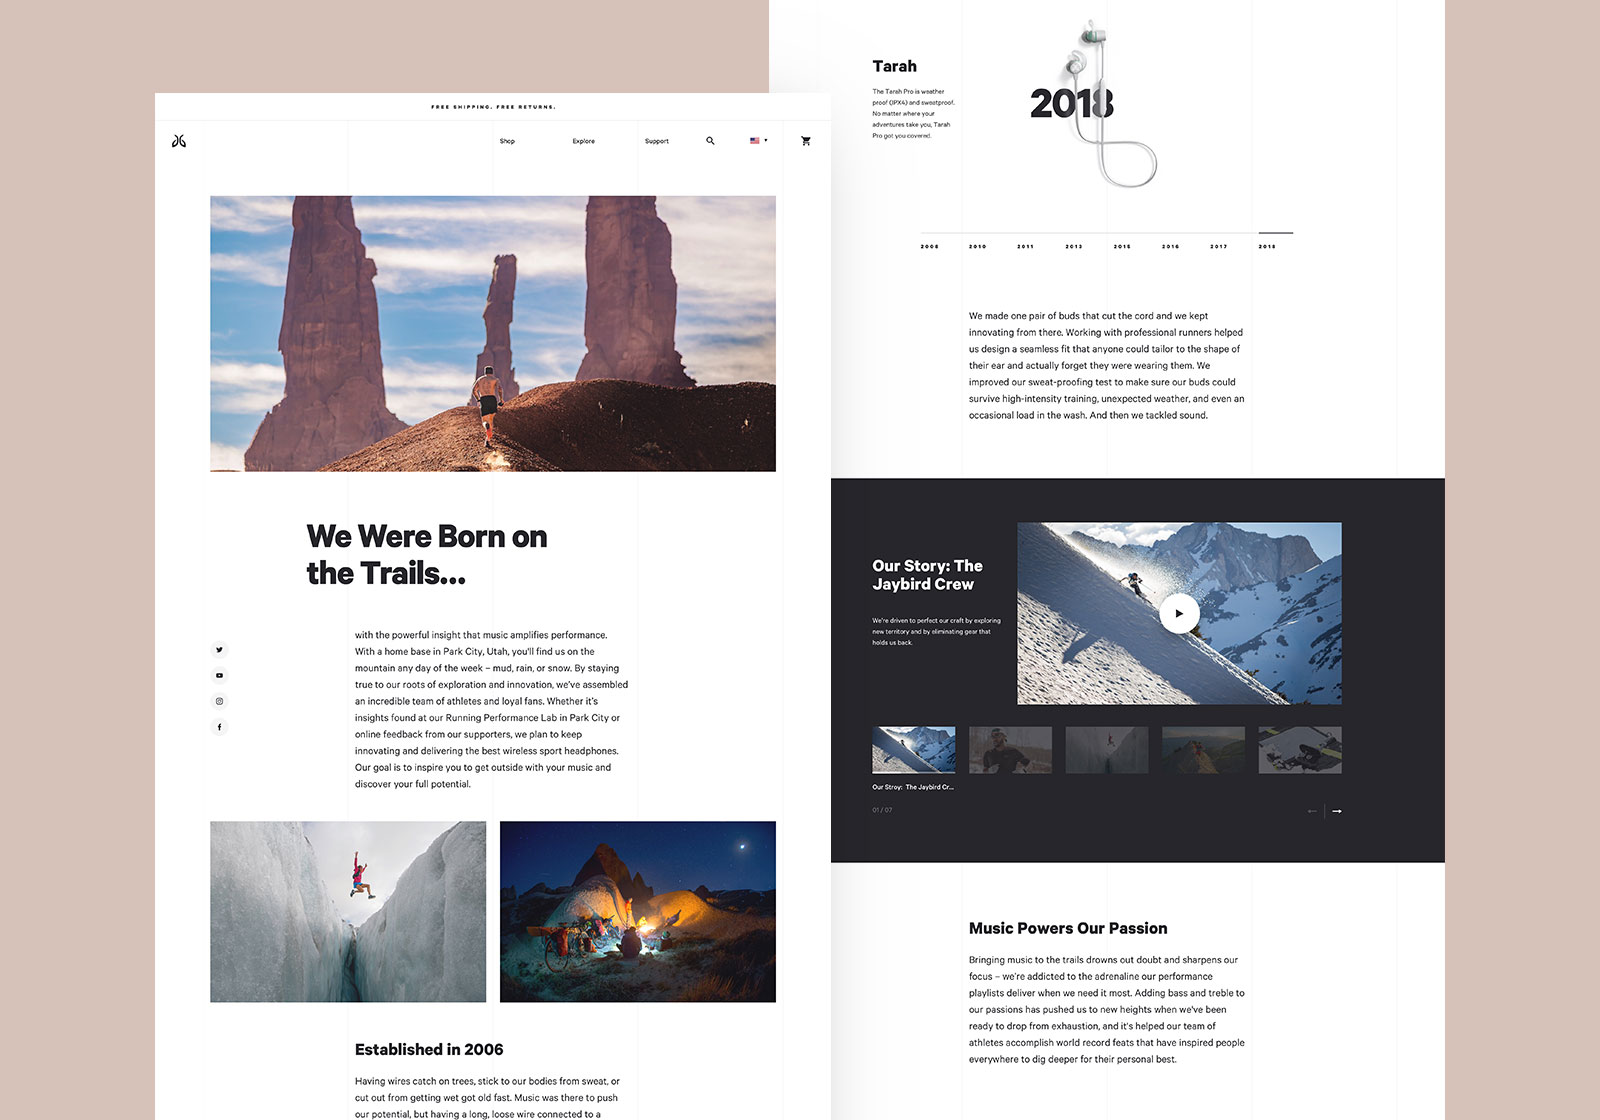 FREE SHIPPING. FREE RETURNS.
Shop
Explore
Support
We Were Born on
the Trails...
with the powerful insight that music amplifies performance.
With a home base in Park City, Utah, you'll find us on the
mountain any day of the week – mud, rain, or snow. By staying
true to our roots of exploration and innovation, we've assembled
an incredible team of athletes and loyal fans. Whether it's
insights found at our Running Performance Lab in Park City or
online feedback from our supporters, we plan to keep
innovating and delivering the best wireless sport headphones.
Our goal is to inspire you to get outside with your music and
discover your full potential.
Established in 2006
Having wires catch on trees, stick to our bodies from sweat, or
cut out from getting wet got old fast. Music was there to push
our potential, but having a long, loose wire connected to a
Tarah
The Tarah Pro is weather
proof (IPX4) and sweatproof.
No matter where your
adventures take you, Tarah
Pro got you covered.
2018
2006 2010 2011 2013 2015 2016 2017 2018
We made one pair of buds that cut the cord and we kept
innovating from there. Working with professional runners helped
us design a seamless fit that anyone could tailor to the shape of
their ear and actually forget they were wearing them. We
improved our sweat-proofing test to make sure our buds could
survive high-intensity training, unexpected weather, and even an
occasional load in the wash. And then we tackled sound.
Our Story: The
Jaybird Crew
We're driven to perfect our craft by exploring
new territory and by eliminating gear that
holds us back.
Our Stroy: The Jaybird Cr...
01 / 07
Music Powers Our Passion
Bringing music to the trails drowns out doubt and sharpens our
focus – we're addicted to the adrenaline our performance
playlists deliver when we need it most. Adding bass and treble to
our passions has pushed us to new heights when we've been
ready to drop from exhaustion, and it's helped our team of
athletes accomplish world record feats that have inspired people
everywhere to dig deeper for their personal best.